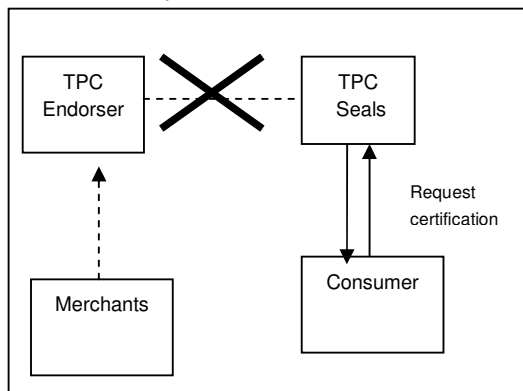 TPC
Endorser
TPC
Seals
Request
certification
Merchants
Consumer